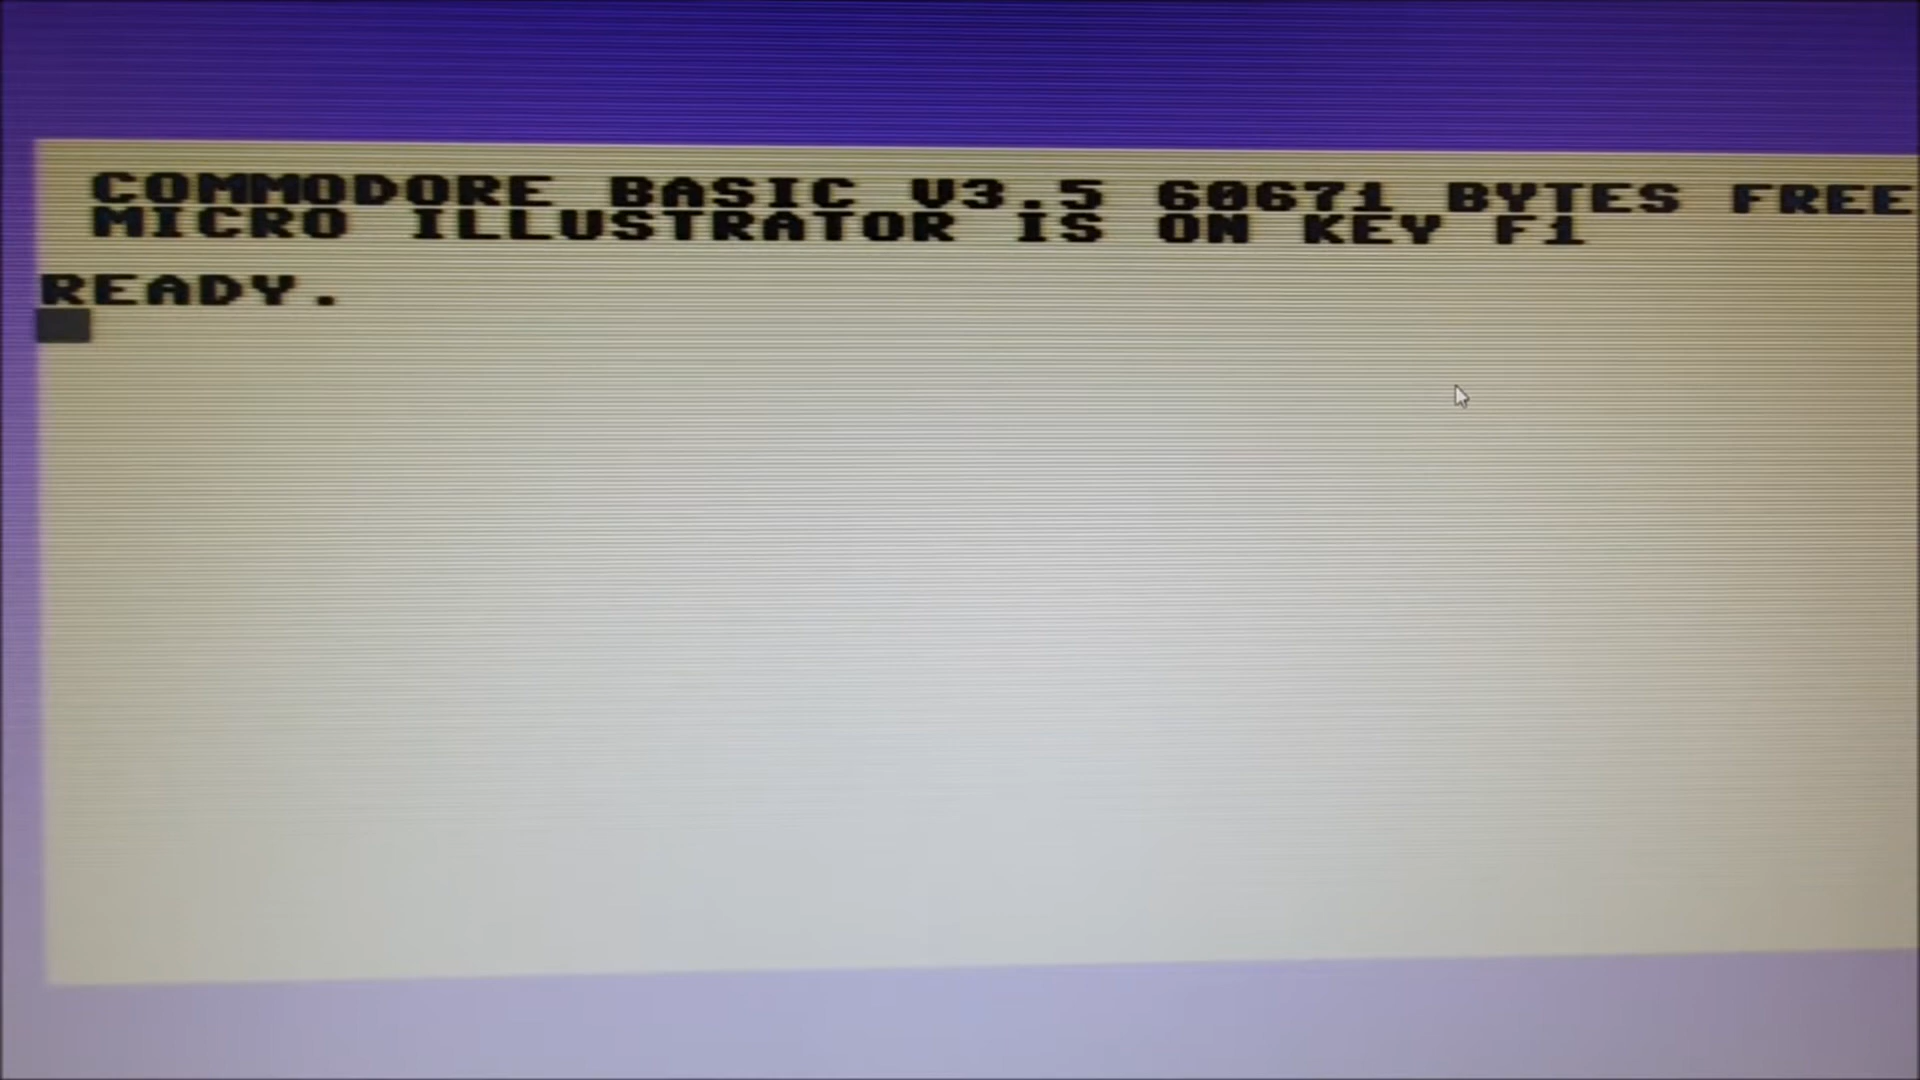 COMMODORE BASIC V3.5 60671 BYTES FREE
MICRO ILLUSTRATOR IS ON KEY F1
READY.